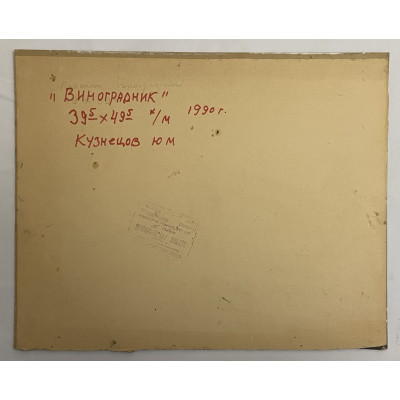 „Виноградник"
39⁵×49⁵ к/м 1990 г.
Кузнецов Ю М